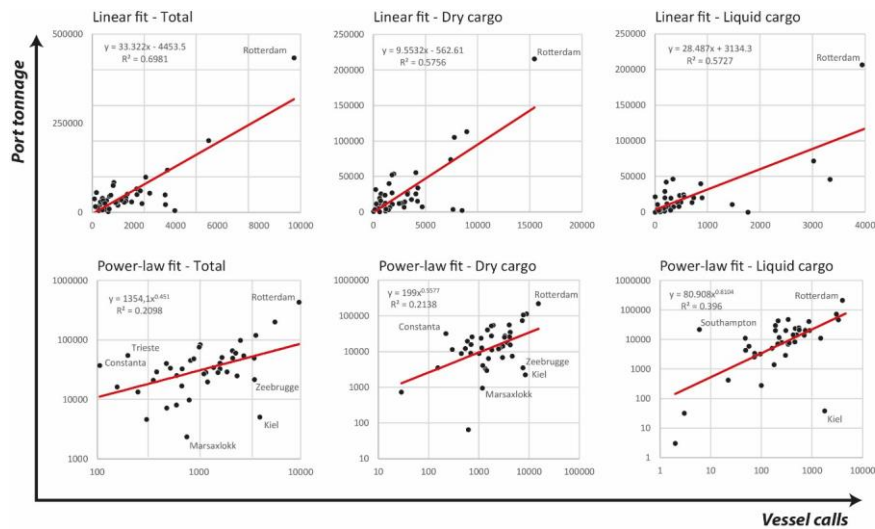 Linear fit - Total
Linear fit - Dry cargo
Linear fit - Liquid cargo
500000
250000
0
y = 33.322x - 4453.5
R² = 0.6981
Rotterdam
0 2000 4000 6000 8000 10000
250000
200000
150000
100000
50000
0
y = 9.5532x - 562.61
R² = 0.5756
Rotterdam
0 5000 10000 15000 20000
250000
200000
150000
100000
50000
0
y = 28.487x + 3134.3
R² = 0.5727
Rotterdam
0 1000 2000 3000 4000
Port tonnage
Power-law fit - Total
Power-law fit - Dry cargo
Power-law fit - Liquid cargo
1000000
100000
10000
1000
y = 1354,1x^0.451
R² = 0.2098
Rotterdam
Trieste
Constanta
Zeebrugge
Kiel
Marsaxlokk
100 1000 10000
1000000
100000
10000
1000
100
10
y = 199x^0.5577
R² = 0.2138
Rotterdam
Constanta
Zeebrugge
Kiel
Marsaxlokk
10 100 1000 10000 100000
1000000
100000
10000
1000
100
10
1
y = 80.908x^0.6104
R² = 0.396
Rotterdam
Southampton
Kiel
1 10 100 1000 10000
Vessel calls